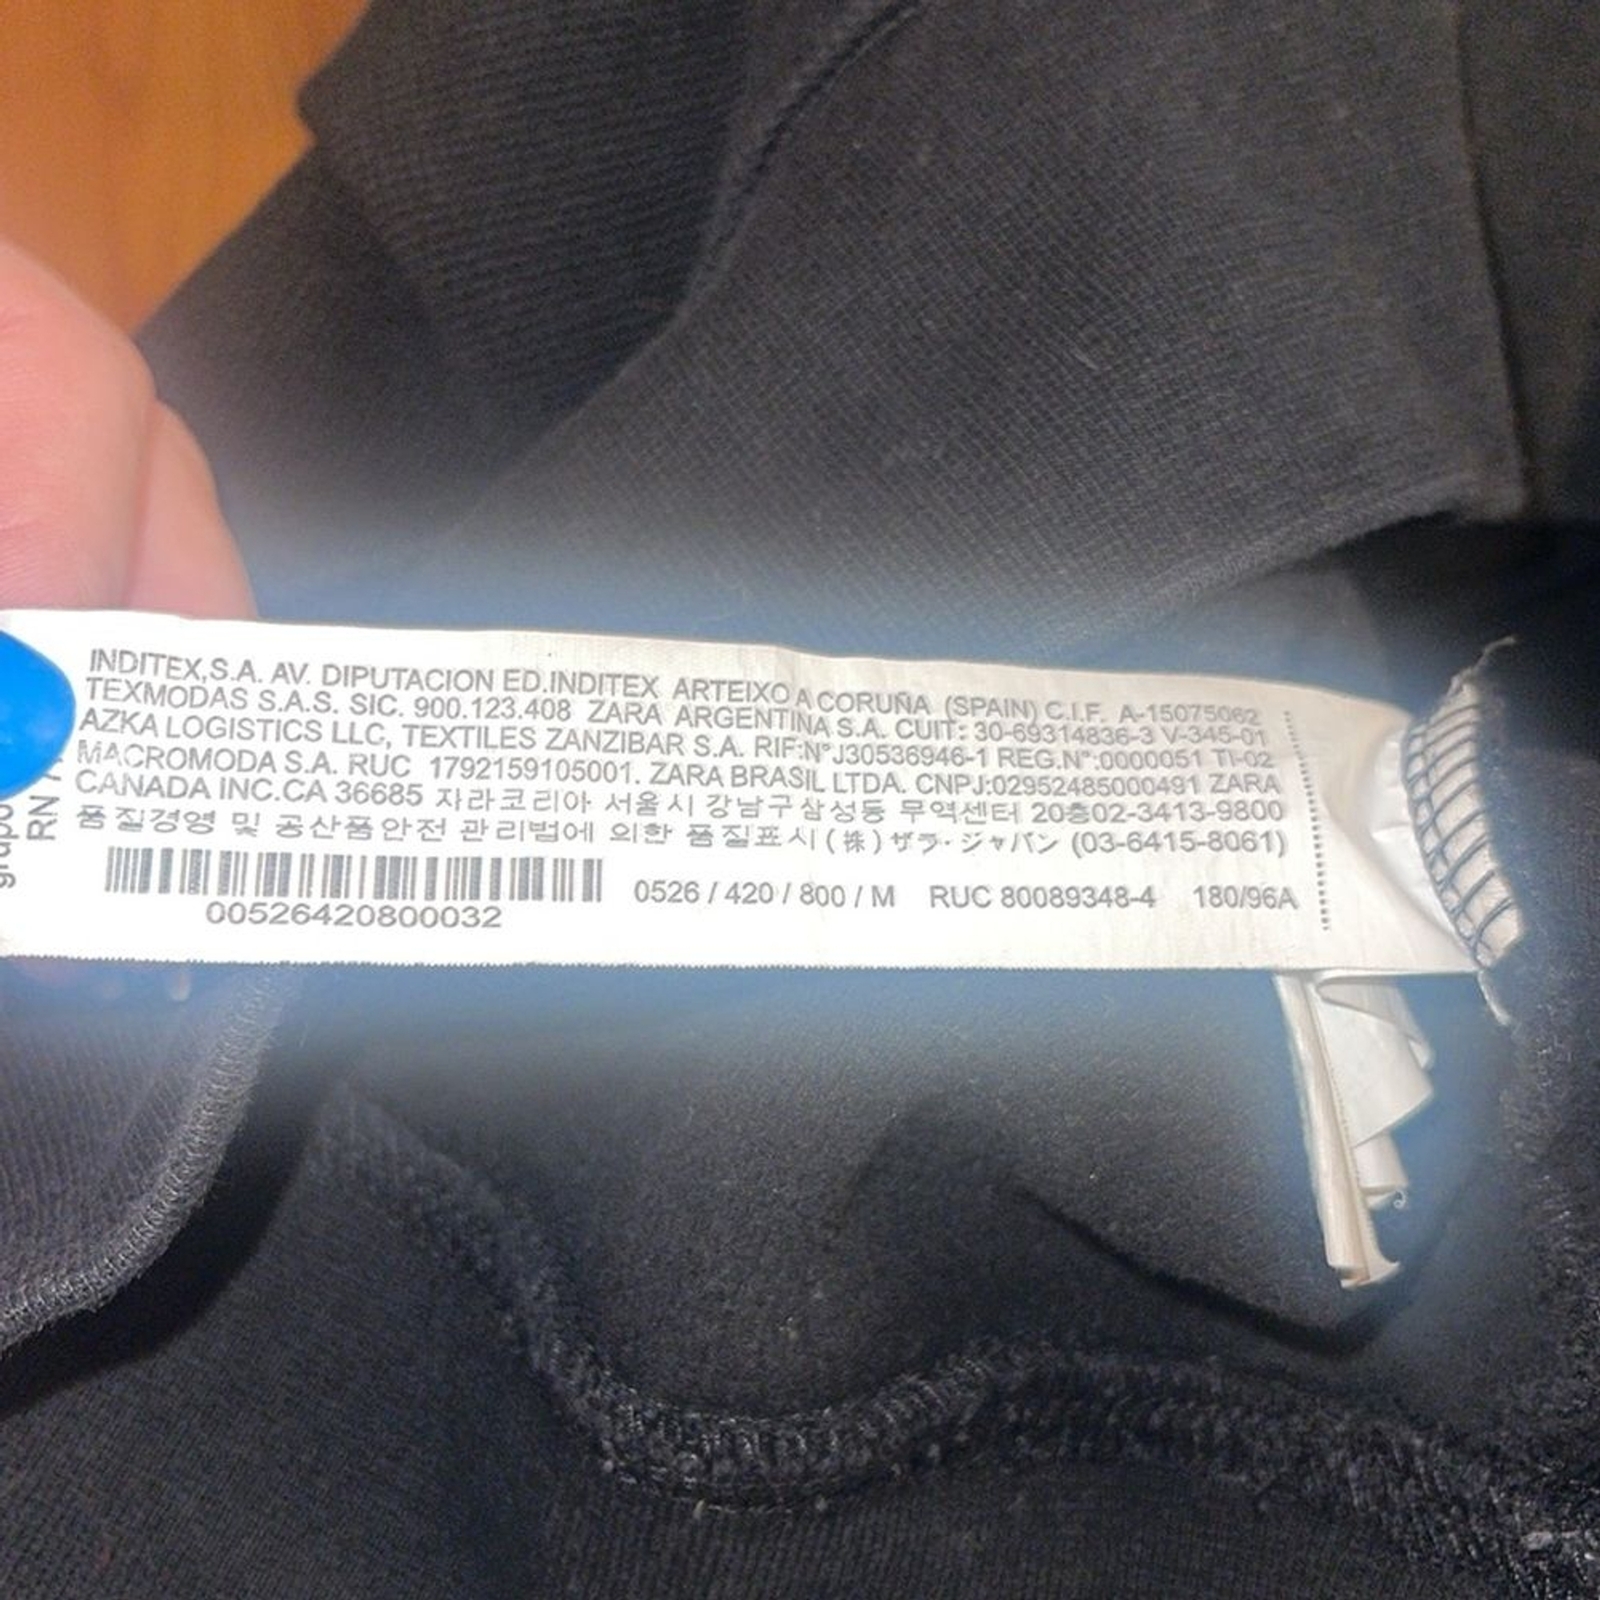 INDITEX,S.A. AV. DIPUTACION ED.INDITEX ARTEIXO A CORUÑA (SPAIN) C.I.F. A-15075062
TEXMODAS S.A.S. SIC. 900.123.408 ZARA ARGENTINA S.A. CUIT: 30-69314836-3 V-345-01
AZKA LOGISTICS LLC, TEXTILES ZANZIBAR S.A. RIF:N°J30536946-1 REG.N°:0000051 TI-02
MACROMODA S.A. RUC 1792159105001. ZARA BRASIL LTDA. CNPJ:02952485000491 ZARA
CANADA INC.CA 36685 자라코리아 서울시 강남구삼성동 무역센터 20층02-3413-9800
품질경영 및 공산품안전 관리법에 의한 품질표시 (株) ザラ・ジャパン (03-6415-8061)
00526420800032
0526 / 420 / 800 / M RUC 80089348-4 180/96A
RN